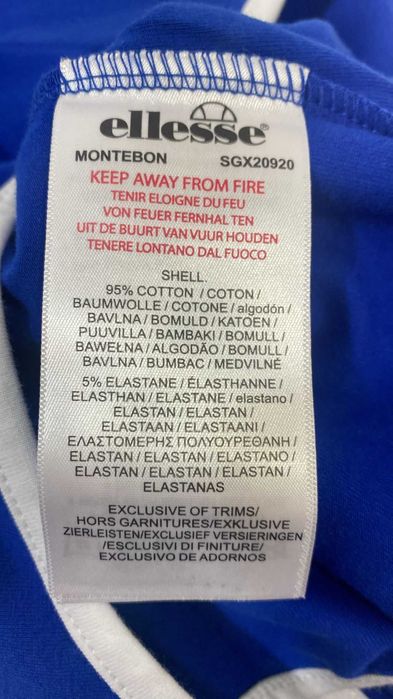 ellesse®
MONTEBON SGX20920
KEEP AWAY FROM FIRE
TENIR ELOIGNE DU FEU
VON FEUER FERNHAL TEN
UIT DE BUURT VAN VUUR HOUDEN
TENERE LONTANO DAL FUOCO
SHELL.
95% COTTON / COTON /
BAUMWOLLE / COTONE / algodón /
BAVLNA / BOMULD / KATOEN /
PUUVILLA / BAMBAKI / BOMULL /
BAWEŁNA / ALGODÃO / BOMULL /
BAVLNA / BUMBAC / MEDVILNĖ
5% ELASTANE / ÉLASTHANNE /
ELASTHAN / ELASTANE / elastano /
ELASTAN / ELASTAN /
ELASTAAN / ELASTAANI /
ΕΛΑΣΤΟΜΕΡΗΣ ΠΟΛΥΟΥΡΕΘΑΝΗ /
ELASTAN / ELASTAN / ELASTANO /
ELASTAN / ELASTAN / ELASTAN /
ELASTANAS
EXCLUSIVE OF TRIMS/
HORS GARNITURES/EXKLUSIVE
ZIERLEISTEN/EXCLUSIEF VERSIERINGEN
/ESCLUSIVI DI FINITURE/
EXCLUSIVO DE ADORNOS